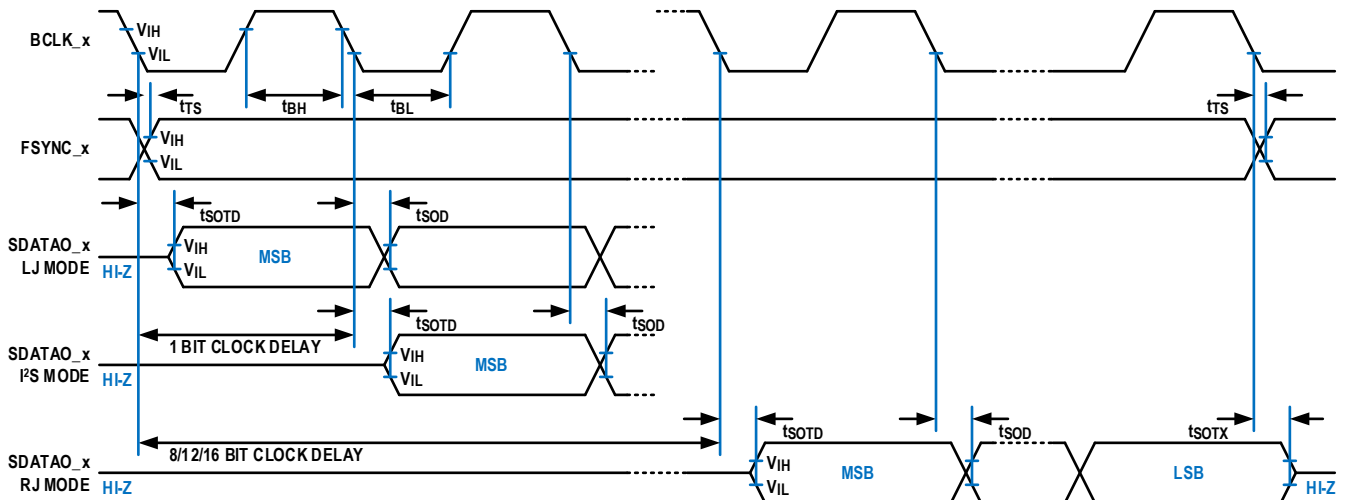 BCLK_x
VIH
VIL
tTS
tBH
tBL
tTS
FSYNC_x
VIH
VIL
tSOTD
tSOD
SDATAO_x
LJ MODE
HI-Z
VIH
VIL
MSB
tSOTD
tSOD
1 BIT CLOCK DELAY
SDATAO_x
I²S MODE
HI-Z
VIH
VIL
MSB
tSOTD
tSOD
tSOTX
8/12/16 BIT CLOCK DELAY
SDATAO_x
RJ MODE
HI-Z
VIH
VIL
MSB
LSB
HI-Z